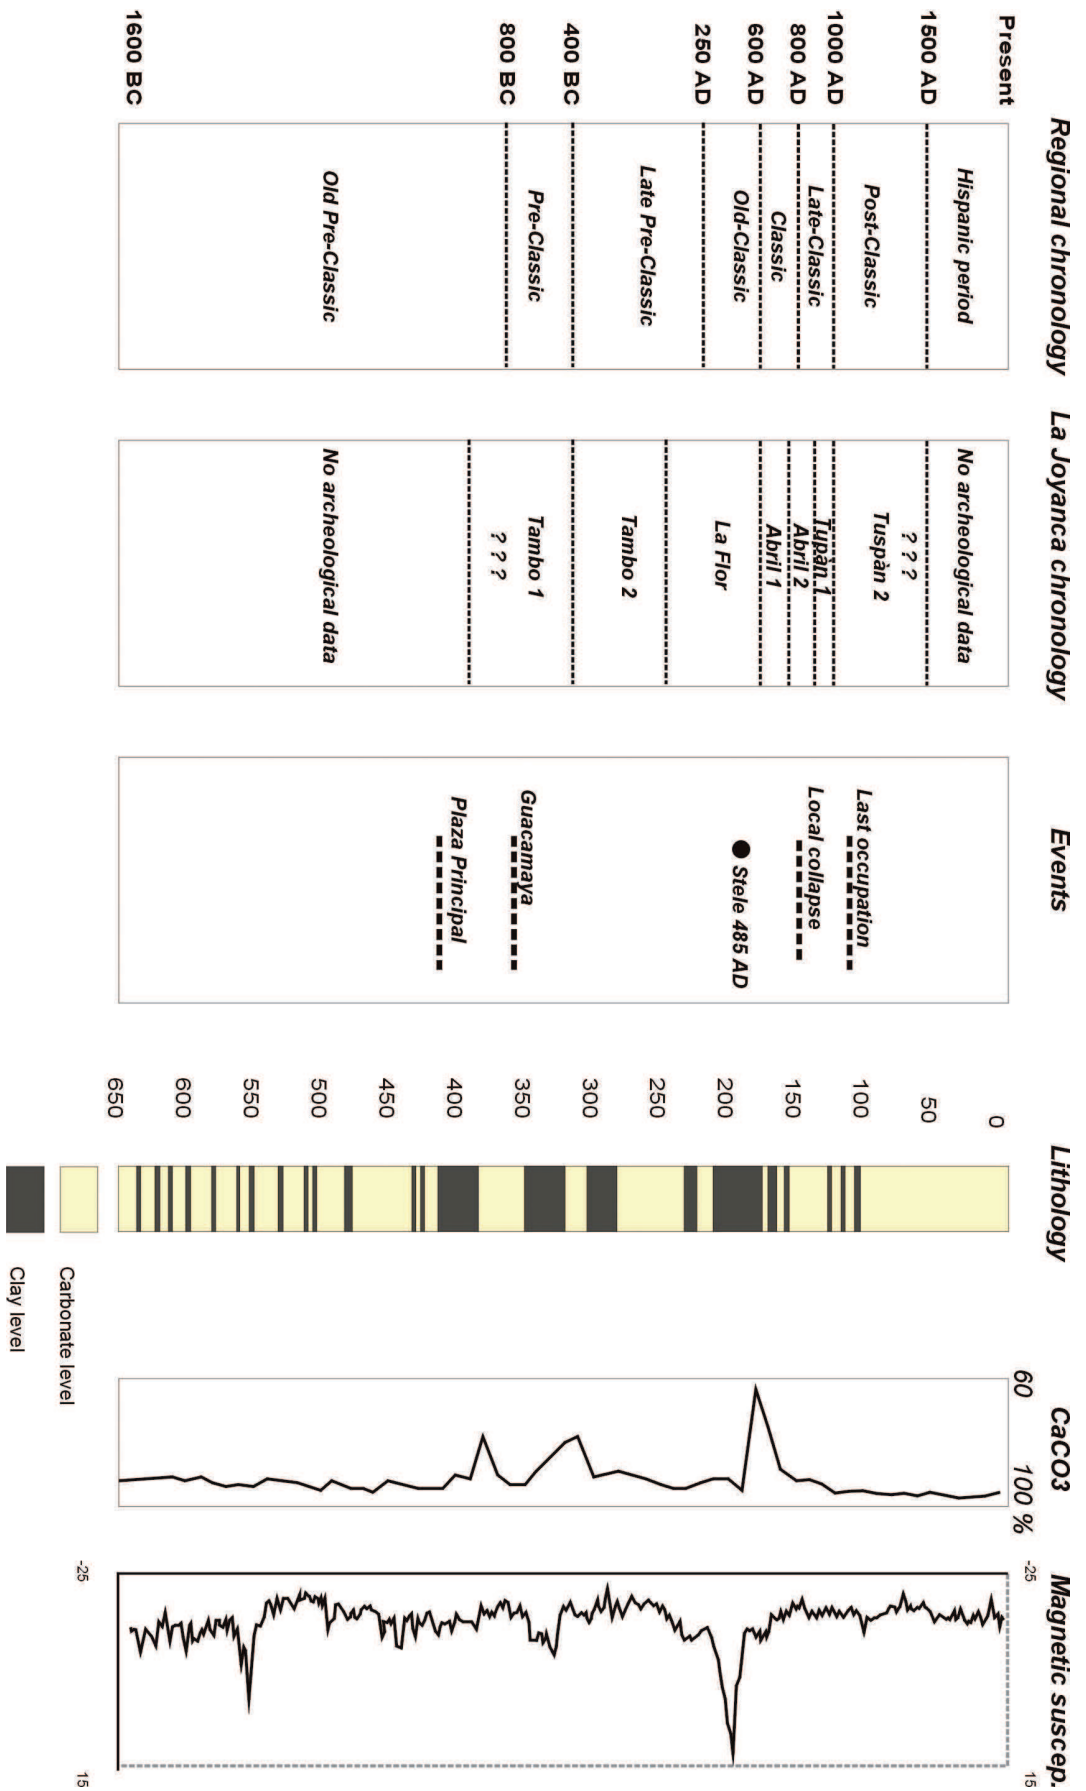 Regional chronology
La Joyanca chronology
Events
Lithology
CaCO3
Magnetic suscep.
Present
1500 AD
1000 AD
800 AD
600 AD
250 AD
400 BC
800 BC
1600 BC
Hispanic period
Post-Classic
Late-Classic
Classic
Old-Classic
Late Pre-Classic
Pre-Classic
Old Pre-Classic
No archeological data
? ? ?
Tuspàn 2
Tupàn 1
Abril 2
Abril 1
La Flor
Tambo 2
Tambo 1
? ? ?
No archeological data
Last occupation
Local collapse
Stele 485 AD
Guacamaya
Plaza Principal
0
50
100
150
200
250
300
350
400
450
500
550
600
650
Carbonate level
Clay level
60
100 %
-25
15
-25
15